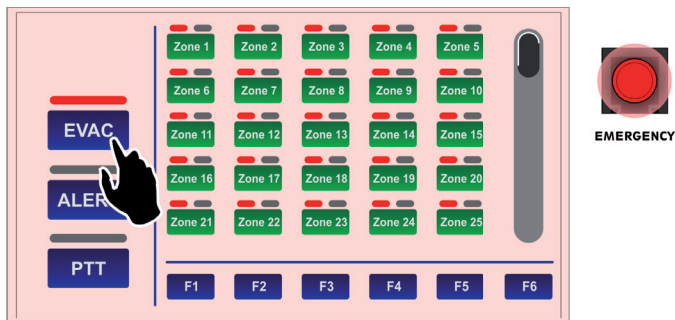 Zone 1 Zone 2 Zone 3 Zone 4 Zone 5
Zone 6 Zone 7 Zone 8 Zone 9 Zone 10
EVAC
Zone 11 Zone 12 Zone 13 Zone 14 Zone 15
EMERGENCY
Zone 16 Zone 17 Zone 18 Zone 19 Zone 20
ALER
Zone 21 Zone 22 Zone 23 Zone 24 Zone 25
PTT
F1 F2 F3 F4 F5 F6